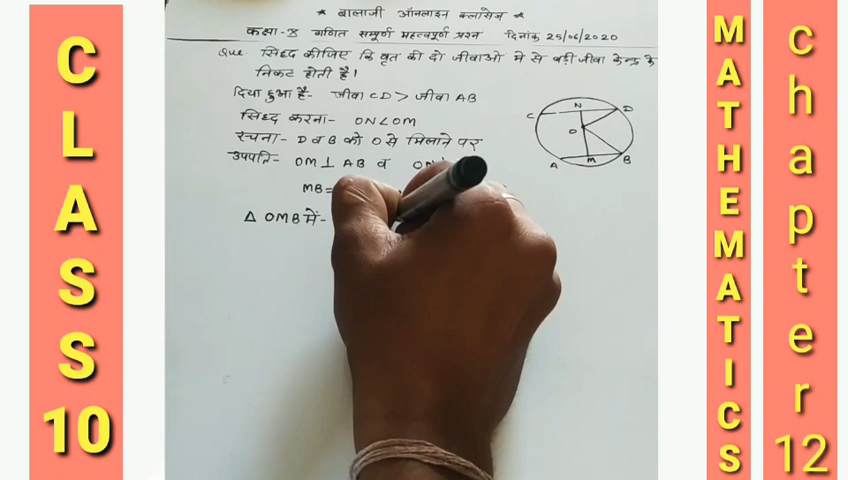 CLASS 10
★ बालाजी ऑनलाइन क्लासेज ★
कक्षा-X गणित सम्पूर्ण महत्वपूर्ण प्रश्न दिनांक 25/06/2020
Que. सिध्द कीजिए कि वृत की दो जीवाओं में से बड़ी जीवा केन्द्र के
निकट होती है।
दिया हुआ है- जीवा CD > जीवा AB
सिध्द करना- ON<OM
रचना- D व B को O से मिलाने पर
उपपति- OM⊥AB व
MB=
Δ OMB में-
C N D
O
A M B
MATHEMATICS
chapter 12